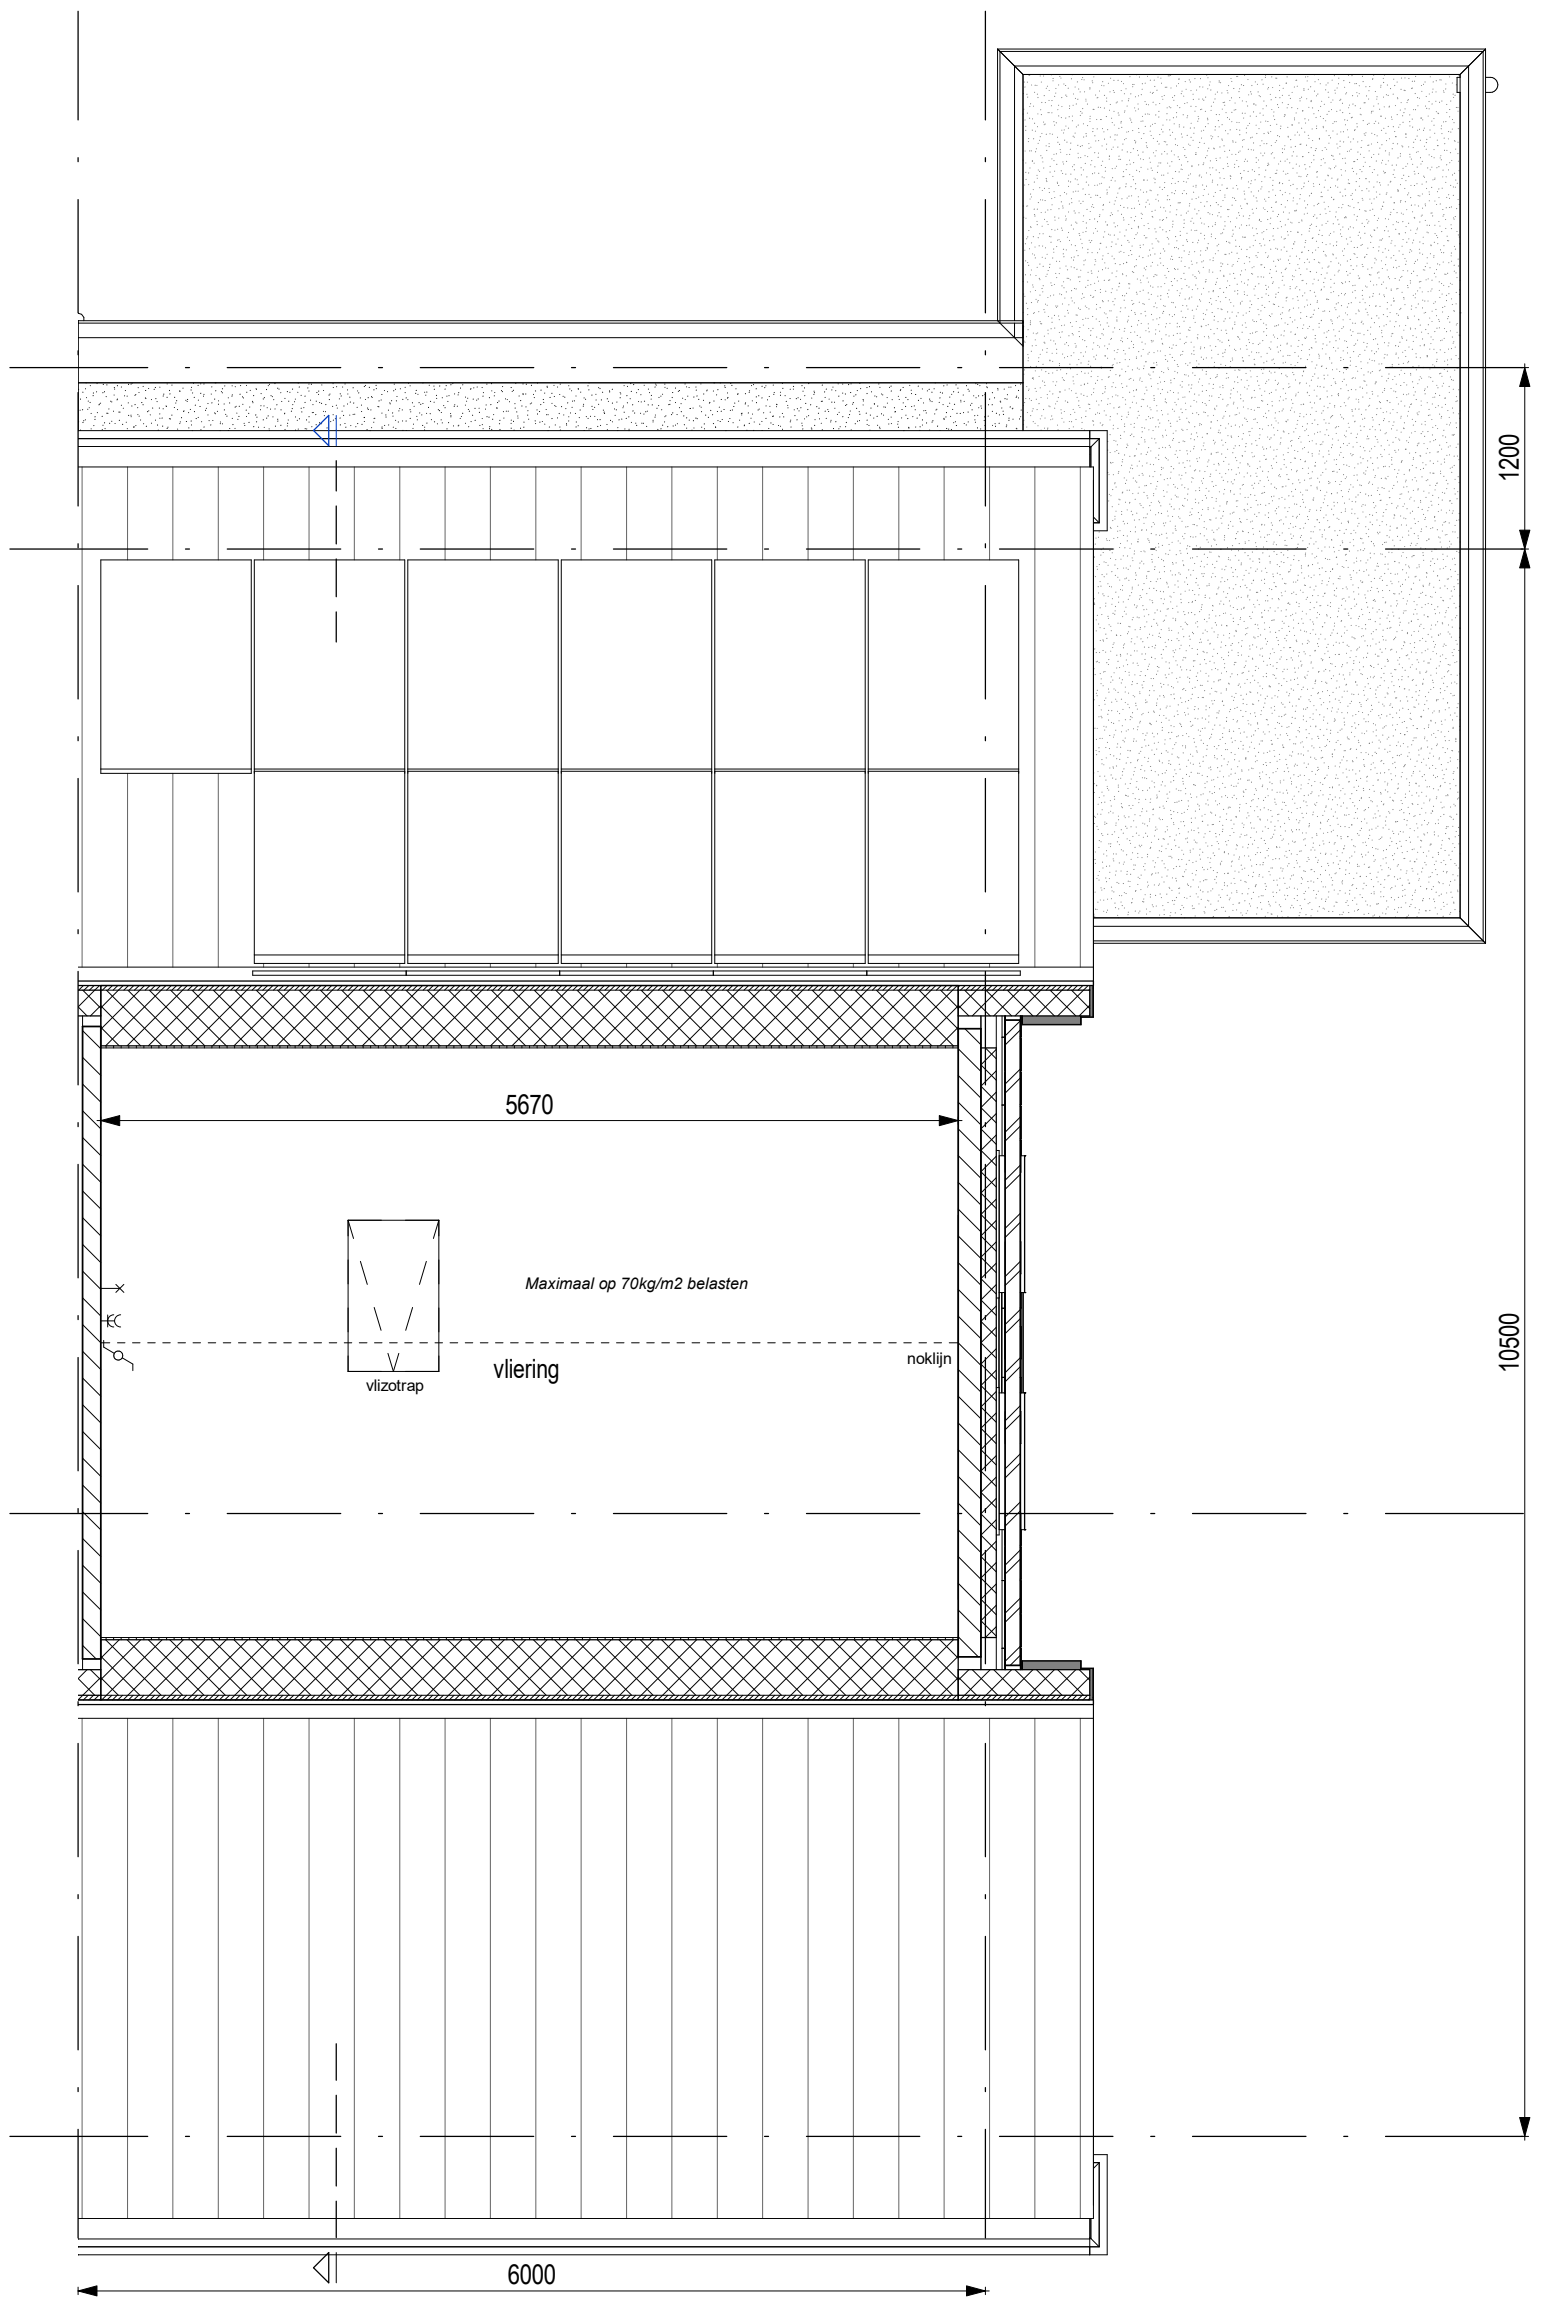 1200
5670
Maximaal op 70kg/m2 belasten
10500
noklijn
vliering
vlizotrap
6000